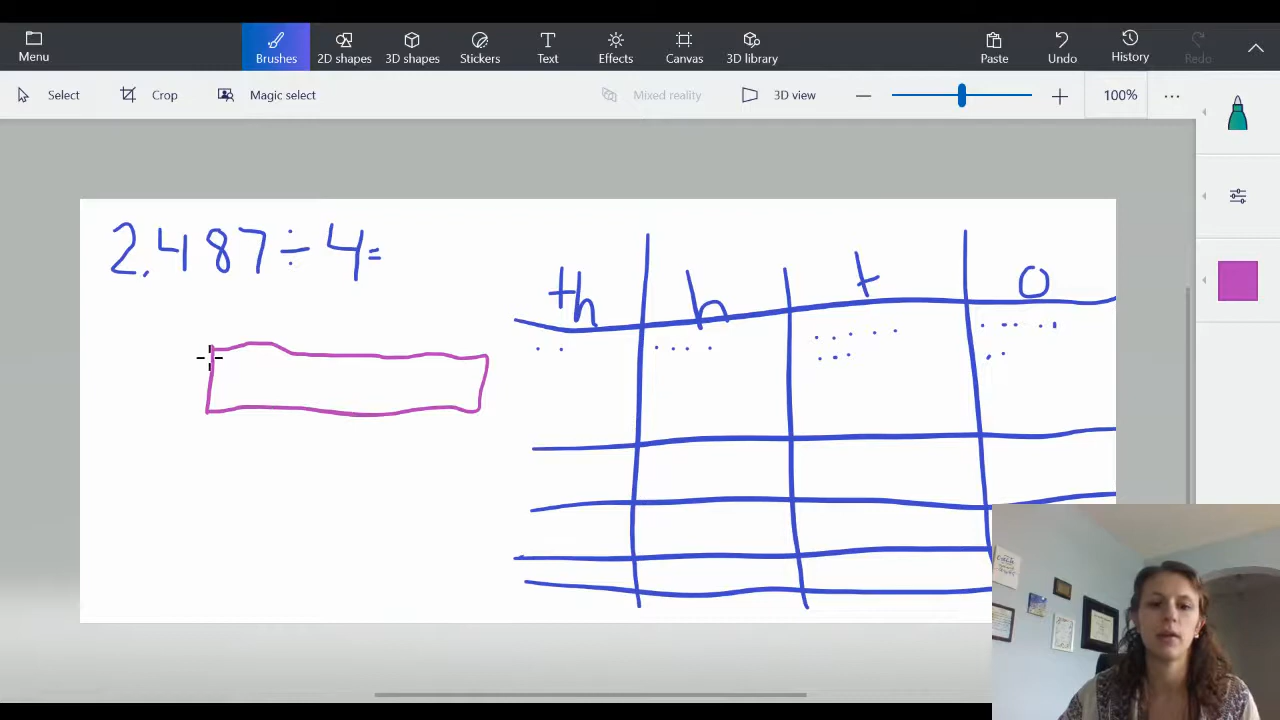 Menu
Brushes
2D shapes
3D shapes
Stickers
Text
Effects
Canvas
3D library
Paste
Undo
History
Redo
Select
Crop
Magic select
Mixed reality
3D view
100%
2,487÷4=
th h t o